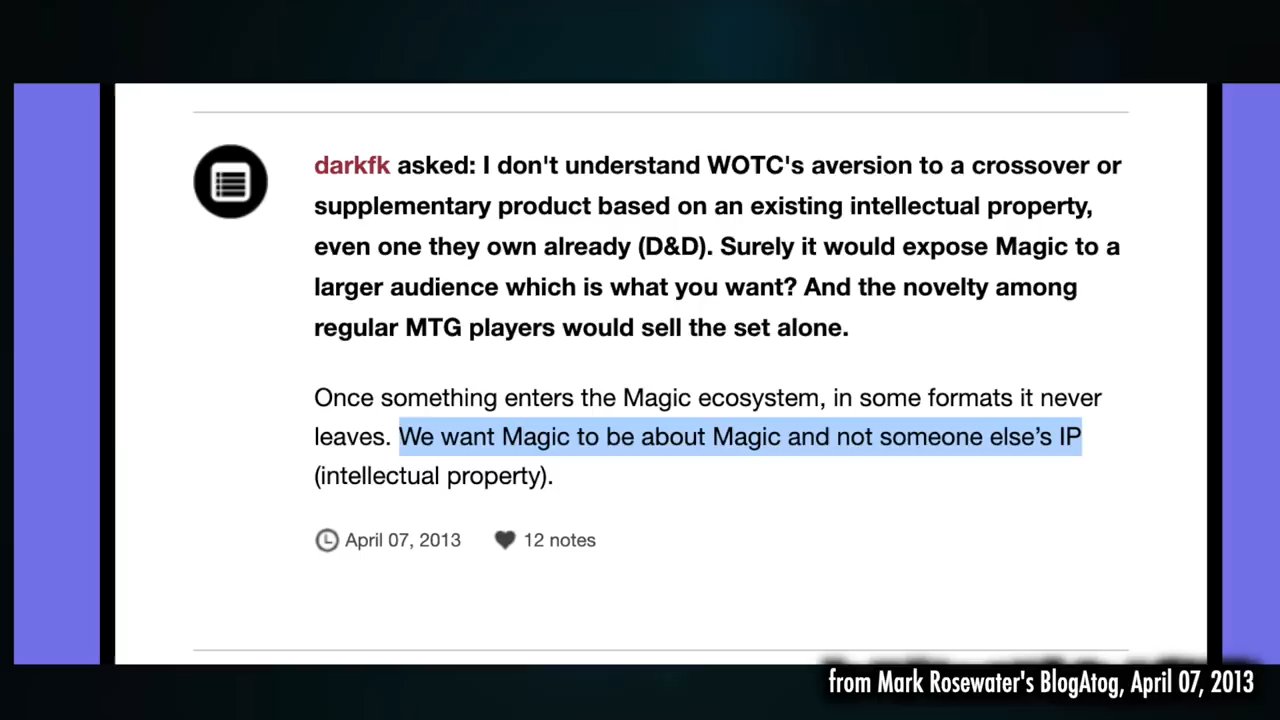 darkfk asked: I don't understand WOTC's aversion to a crossover or
supplementary product based on an existing intellectual property,
even one they own already (D&D). Surely it would expose Magic to a
larger audience which is what you want? And the novelty among
regular MTG players would sell the set alone.
Once something enters the Magic ecosystem, in some formats it never
leaves. We want Magic to be about Magic and not someone else’s IP
(intellectual property).
April 07, 2013 12 notes
from Mark Rosewater's BlogAtog, April 07, 2013